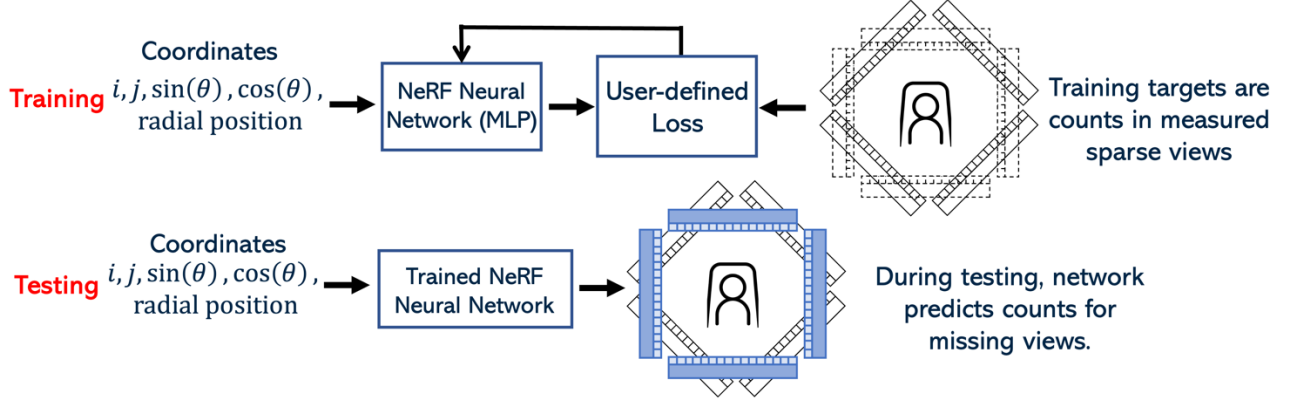 Training
Coordinates
i, j, sin(θ) , cos(θ) ,
radial position
NeRF Neural
Network (MLP)
User-defined
Loss
Training targets are
counts in measured
sparse views
Testing
Coordinates
i, j, sin(θ) , cos(θ) ,
radial position
Trained NeRF
Neural Network
During testing, network
predicts counts for
missing views.